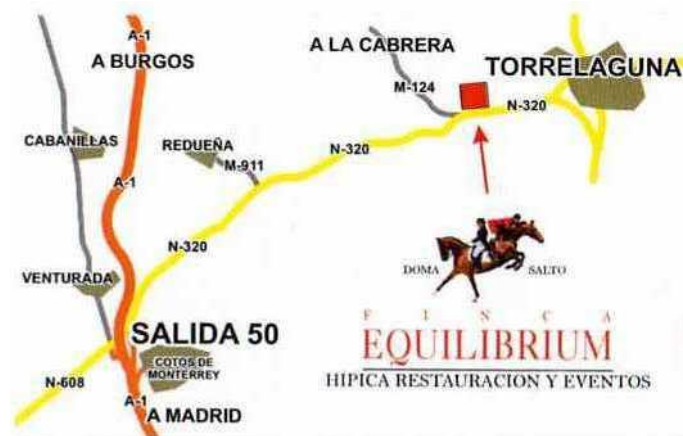 A-1
A BURGOS
A LA CABRERA
TORRELAGUNA
M-124
N-320
CABANILLAS
REDUEÑA
M-911
N-320
A-1
N-320
DOMA SALTO
VENTURADA
FINCA
SALIDA 50
EQUILIBRIUM
COTOS DE
MONTERREY
N-608
HIPICA RESTAURACION Y EVENTOS
A-1
A MADRID